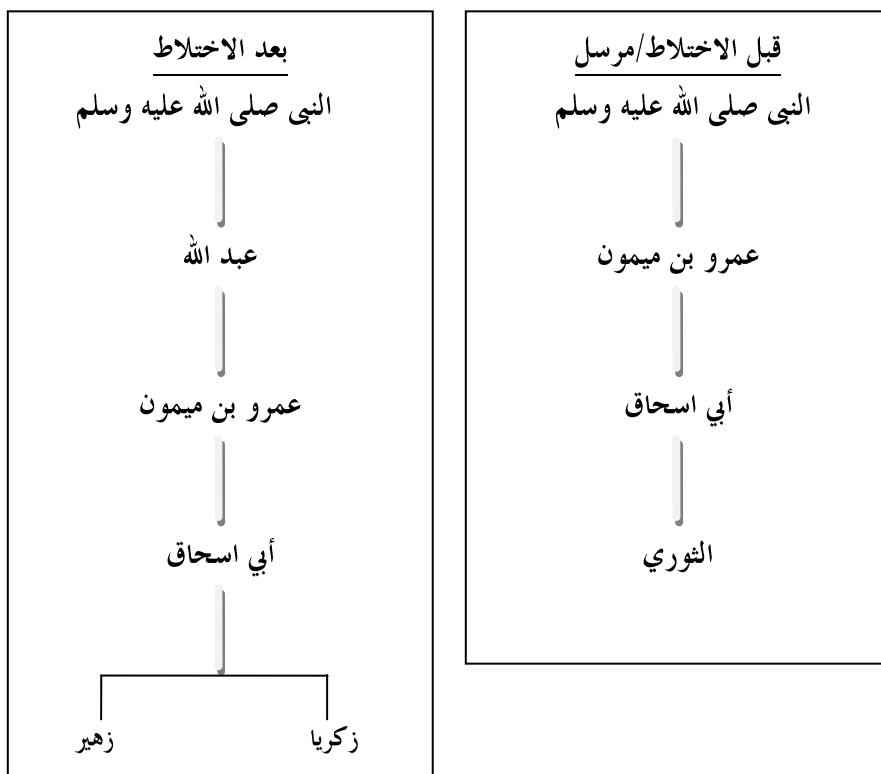 قبل الاختلاط/مرسل
النبى صلى الله عليه وسلم
عمرو بن ميمون
أبي اسحاق
الثوري
بعد الاختلاط
النبى صلى الله عليه وسلم
عبد الله
عمرو بن ميمون
أبي اسحاق
زكريا
زهير